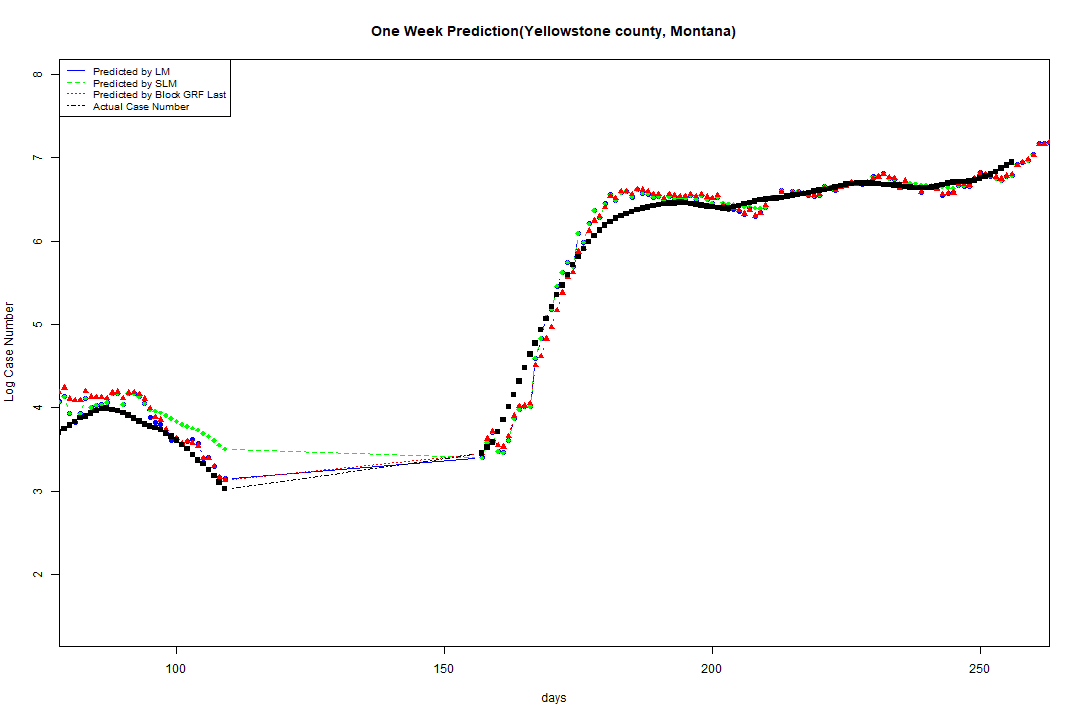 One Week Prediction(Yellowstone county, Montana)
Predicted by LM
Predicted by SLM
Predicted by Block GRF Last
Actual Case Number
8
7
6
5
4
3
2
Log Case Number
100 150 200 250
days